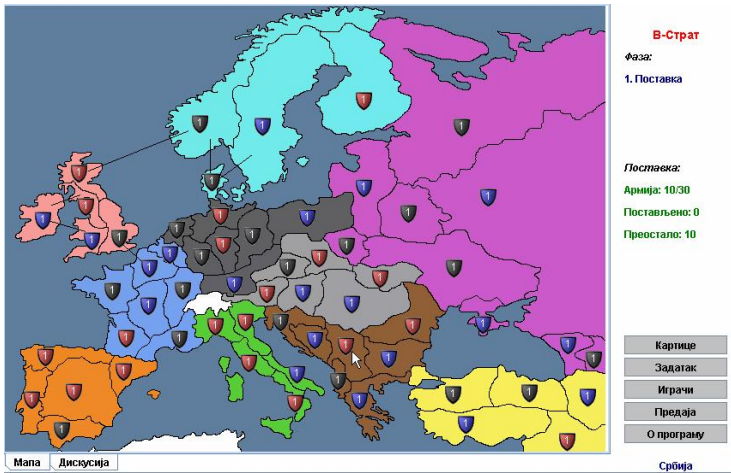 В-Страт
Фаза:
1. Поставка
Поставка:
Армија: 10/30
Постављено: 0
Преостало: 10
Картице
Задатак
Играчи
Предаја
О програму
Мапа Дискусија
Србија